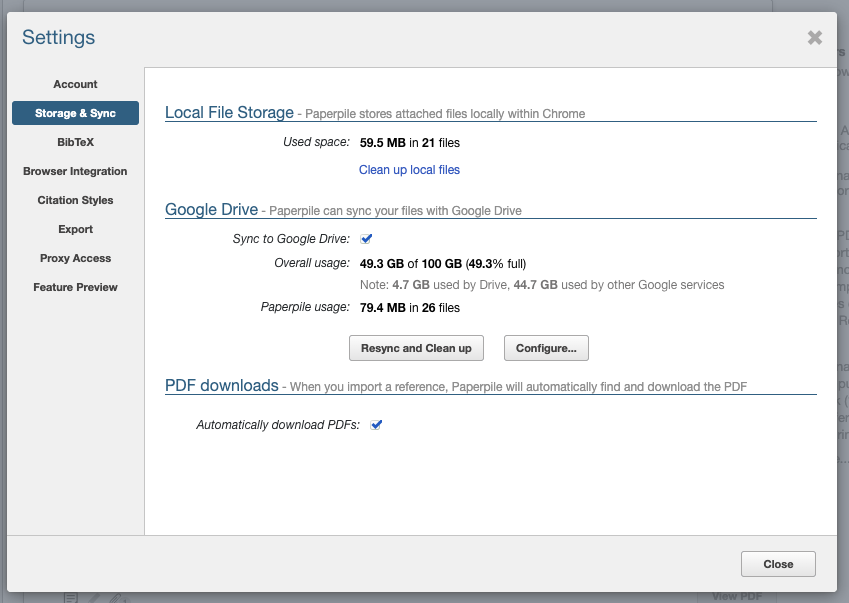 Settings
Account
Storage & Sync
BibTeX
Browser Integration
Citation Styles
Export
Proxy Access
Feature Preview
Local File Storage - Paperpile stores attached files locally within Chrome
Used space: 59.5 MB in 21 files
Clean up local files
Google Drive - Paperpile can sync your files with Google Drive
Sync to Google Drive:
Overall usage: 49.3 GB of 100 GB (49.3% full)
Note: 4.7 GB used by Drive, 44.7 GB used by other Google services
Paperpile usage: 79.4 MB in 26 files
Resync and Clean up Configure...
PDF downloads - When you import a reference, Paperpile will automatically find and download the PDF
Automatically download PDFs:
Close
View PDF